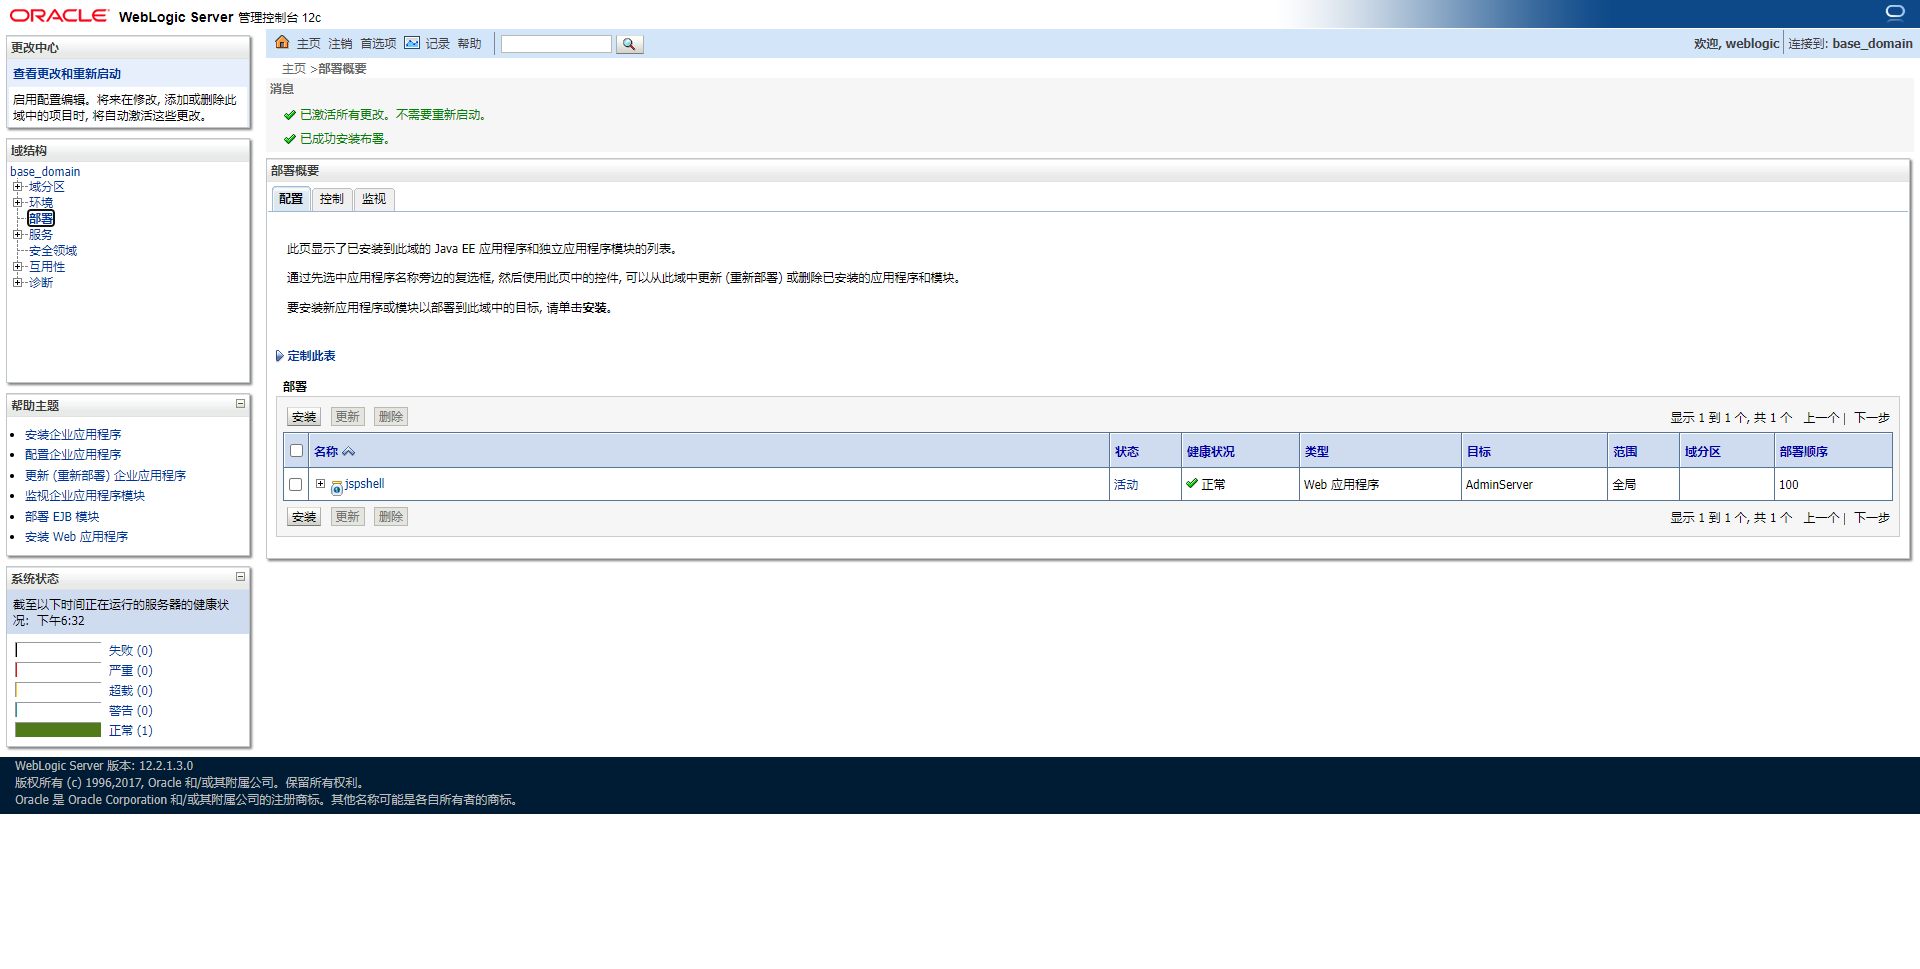 ORACLE WebLogic Server 管理控制台 12c
更改中心
查看更改和重新启动
启用配置编辑。将来在修改, 添加或删除此
域中的项目时, 将自动激活这些更改。
域结构
base_domain
域分区
环境
部署
服务
安全领域
互用性
诊断
帮助主题
安装企业应用程序
配置企业应用程序
更新 (重新部署) 企业应用程序
监视企业应用程序模块
部署 EJB 模块
安装 Web 应用程序
系统状态
截至以下时间正在运行的服务器的健康状
况: 下午6:32
失败 (0)
严重 (0)
超载 (0)
警告 (0)
正常 (1)
主页 注销 首选项 记录 帮助
欢迎, weblogic 连接到: base_domain
主页 >部署概要
消息
已激活所有更改。不需要重新启动。
已成功安装布署。
部署概要
配置 控制 监视
此页显示了已安装到此域的 Java EE 应用程序和独立应用程序模块的列表。
通过先选中应用程序名称旁边的复选框, 然后使用此页中的控件, 可以从此域中更新 (重新部署) 或删除已安装的应用程序和模块。
要安装新应用程序或模块以部署到此域中的目标, 请单击安装。
定制此表
部署
安装 更新 删除 显示 1 到 1 个, 共 1 个 上一个 | 下一步
名称 状态 健康状况 类型 目标 范围 域分区 部署顺序
jspshell 活动 正常 Web 应用程序 AdminServer 全局 100
安装 更新 删除 显示 1 到 1 个, 共 1 个 上一个 | 下一步
WebLogic Server 版本: 12.2.1.3.0
版权所有 (c) 1996,2017, Oracle 和/或其附属公司。保留所有权利。
Oracle 是 Oracle Corporation 和/或其附属公司的注册商标。其他名称可能是各自所有者的商标。